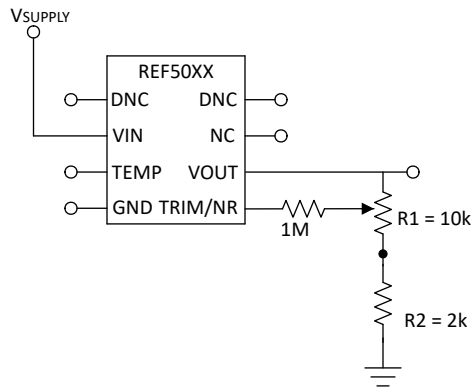 VSUPPLY
REF50XX
DNC DNC
VIN NC
TEMP VOUT
GND TRIM/NR
1M
R1 = 10k
R2 = 2k